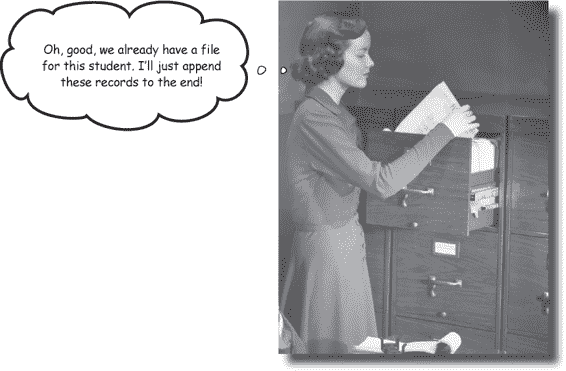 Oh, good, we already have a file
for this student. I'll just append
these records to the end!